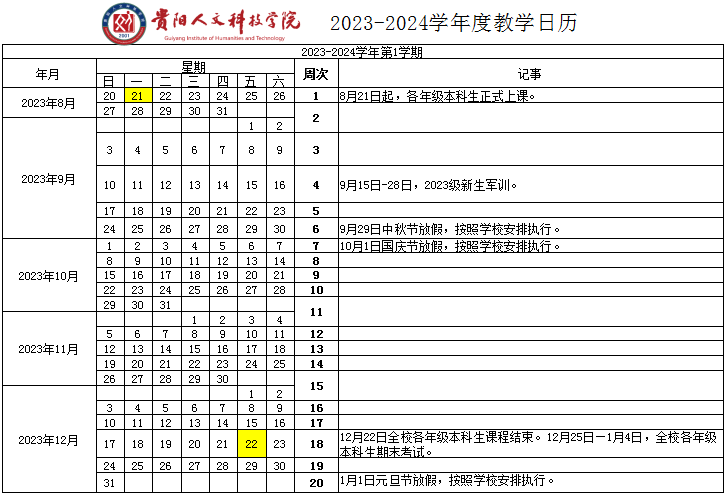 贵阳人文科技学院
Guiyang Institute of Humanities and Technology
2001
2023-2024学年度教学日历
2023-2024学年第1学期
年月 星期 周次 记事
日 一 二 三 四 五 六
2023年8月 20 21 22 23 24 25 26 1 8月21日起，各年级本科生正式上课。
27 28 29 30 31 2
2023年9月 1 2
3 4 5 6 7 8 9 3
10 11 12 13 14 15 16 4 9月15日-28日，2023级新生军训。
17 18 19 20 21 22 23 5
24 25 26 27 28 29 30 6 9月29日中秋节放假，按照学校安排执行。
2023年10月 1 2 3 4 5 6 7 7 10月1日国庆节放假，按照学校安排执行。
8 9 10 11 12 13 14 8
15 16 17 18 19 20 21 9
22 23 24 25 26 27 28 10
29 30 31 11
2023年11月 1 2 3 4
5 6 7 8 9 10 11 12
12 13 14 15 16 17 18 13
19 20 21 22 23 24 25 14
26 27 28 29 30 15
2023年12月 1 2
3 4 5 6 7 8 9 16
10 11 12 13 14 15 16 17
17 18 19 20 21 22 23 18 12月22日全校各年级本科生课程结束。12月25日—1月4日，全校各年级
本科生期末考试。
24 25 26 27 28 29 30 19
31 20 1月1日元旦节放假，按照学校安排执行。